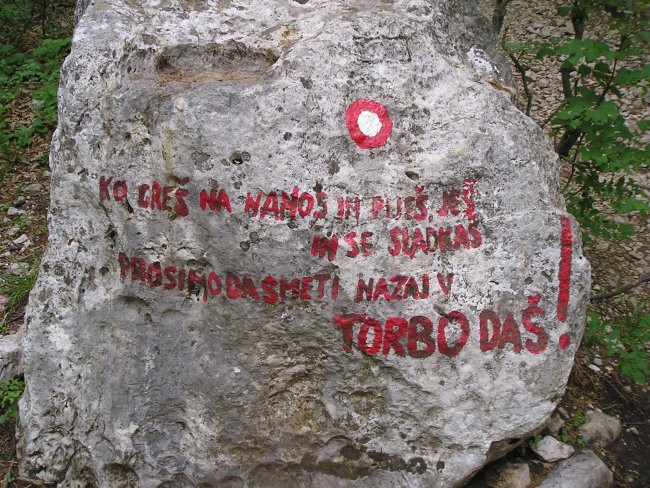 KO GREŠ NA NANOS IN PIJEŠ, JEŠ
IN SE SLADKAŠ
PROSIMO DA SMETI NAZAJ V
TORBO DAŠ!